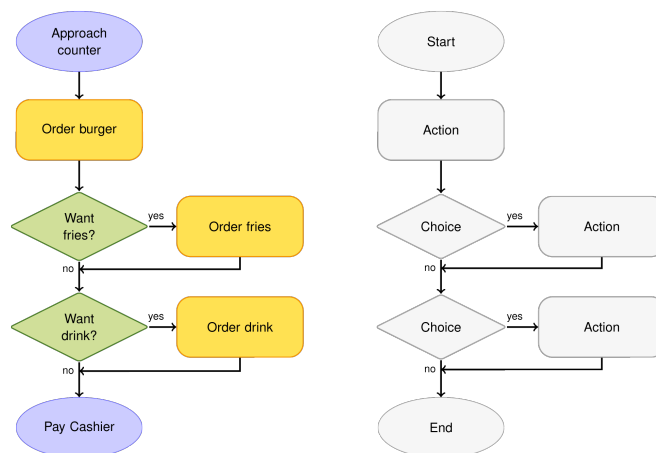 Approach
counter
Order burger
Want
fries?
yes
Order fries
no
Want
drink?
yes
Order drink
no
Pay Cashier
Start
Action
Choice
yes
Action
no
Choice
yes
Action
no
End